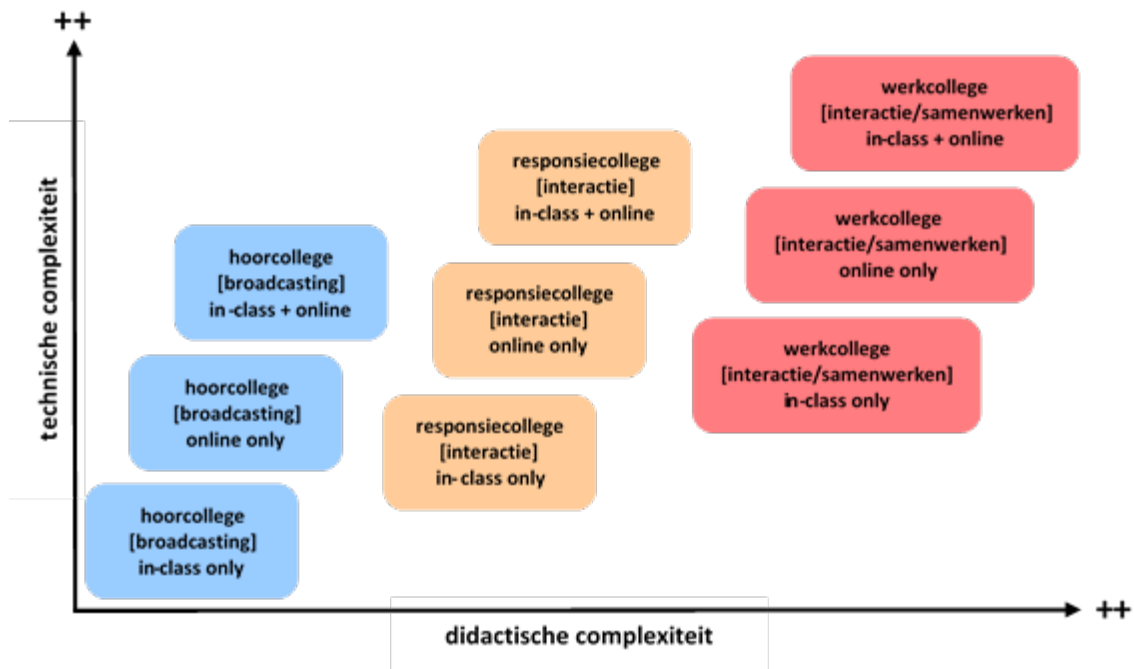 ++
technische complexiteit
werkcollege
[interactie/samenwerken]
in-class + online
responsiecollege
[interactie]
in-class + online
werkcollege
[interactie/samenwerken]
online only
hoorcollege
[broadcasting]
in-class + online
responsiecollege
[interactie]
online only
werkcollege
[interactie/samenwerken]
in-class only
hoorcollege
[broadcasting]
online only
responsiecollege
[interactie]
in-class only
hoorcollege
[broadcasting]
in-class only
++
didactische complexiteit